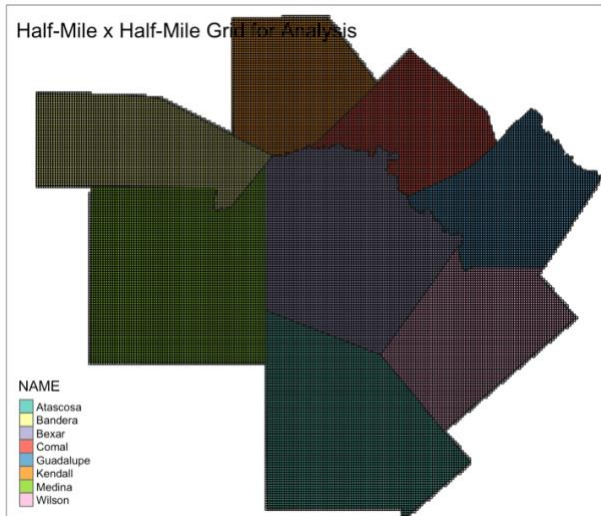 Half-Mile x Half-Mile Grid for Analysis
NAME
Atascosa
Bandera
Bexar
Comal
Guadalupe
Kendall
Medina
Wilson